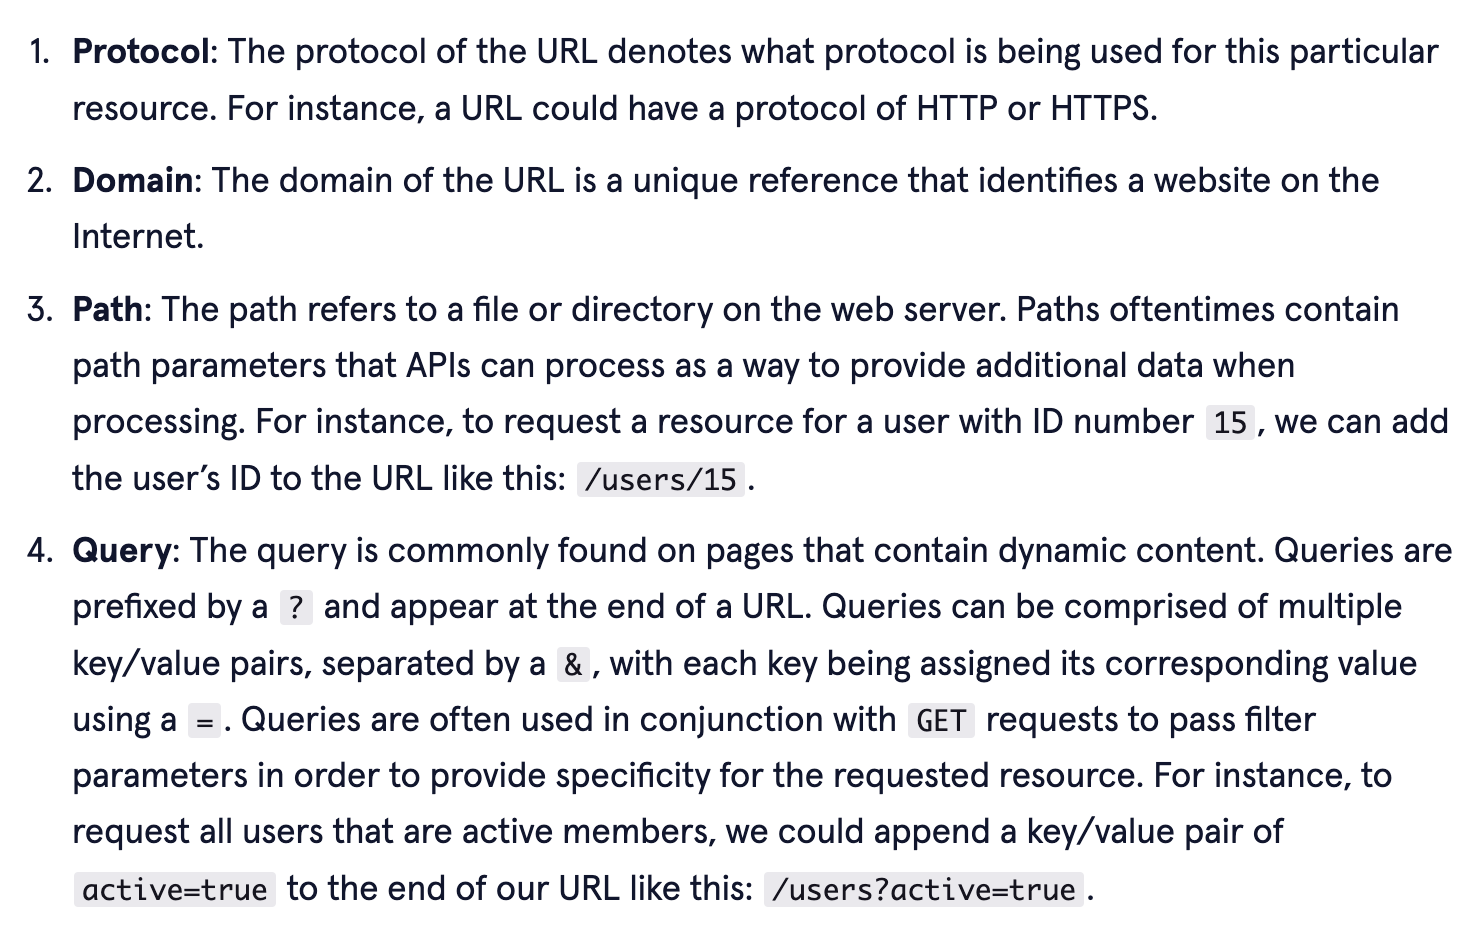 1. Protocol: The protocol of the URL denotes what protocol is being used for this particular
resource. For instance, a URL could have a protocol of HTTP or HTTPS.
2. Domain: The domain of the URL is a unique reference that identifies a website on the
Internet.
3. Path: The path refers to a file or directory on the web server. Paths oftentimes contain
path parameters that APIs can process as a way to provide additional data when
processing. For instance, to request a resource for a user with ID number 15, we can add
the user’s ID to the URL like this: /users/15.
4. Query: The query is commonly found on pages that contain dynamic content. Queries are
prefixed by a ? and appear at the end of a URL. Queries can be comprised of multiple
key/value pairs, separated by a &, with each key being assigned its corresponding value
using a =. Queries are often used in conjunction with GET requests to pass filter
parameters in order to provide specificity for the requested resource. For instance, to
request all users that are active members, we could append a key/value pair of
active=true to the end of our URL like this: /users?active=true.